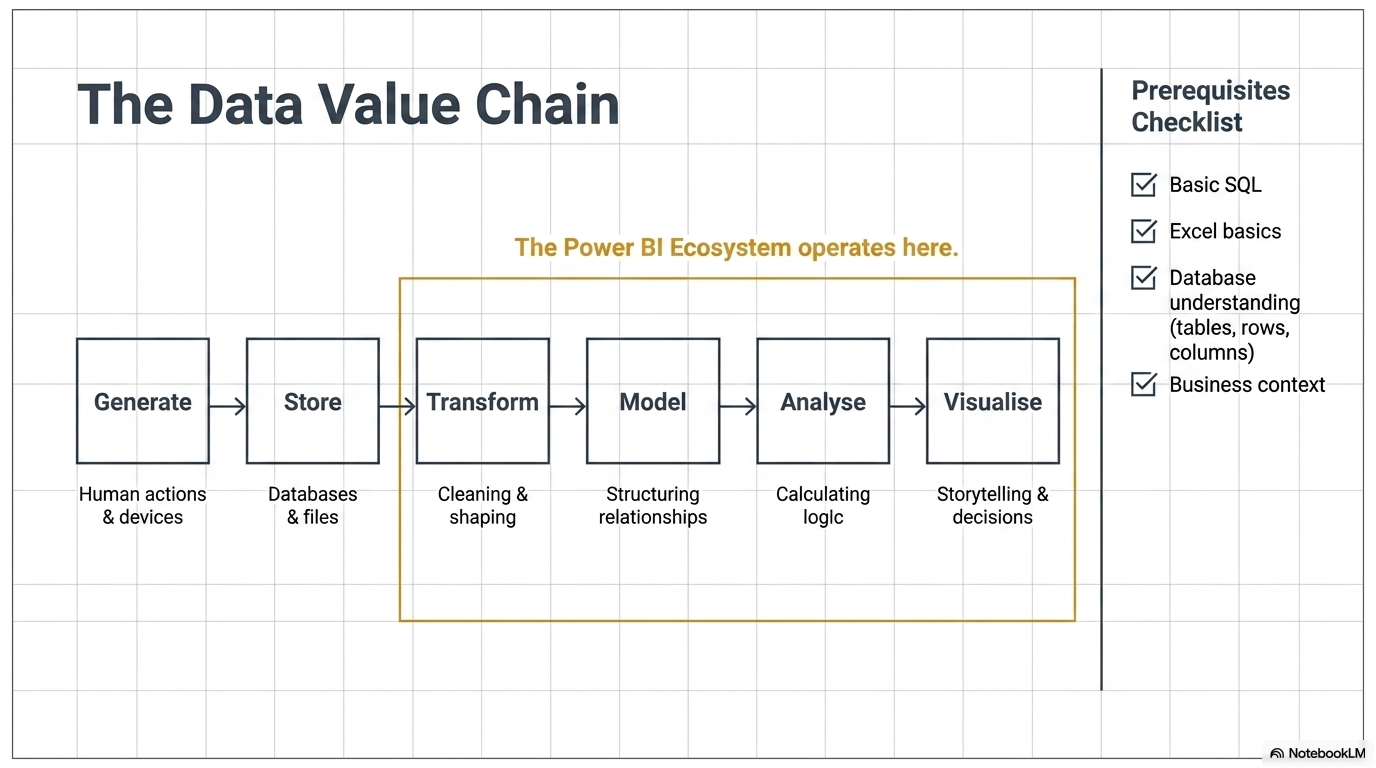 The Data Value Chain
The Power BI Ecosystem operates here.
Generate
Human actions
& devices
Store
Databases
& files
Transform
Cleaning &
shaping
Model
Structuring
relationships
Analyse
Calculating
logic
Visualise
Storytelling &
decisions
Prerequisites
Checklist
Basic SQL
Excel basics
Database
understanding
(tables, rows,
columns)
Business context
NotebookLM